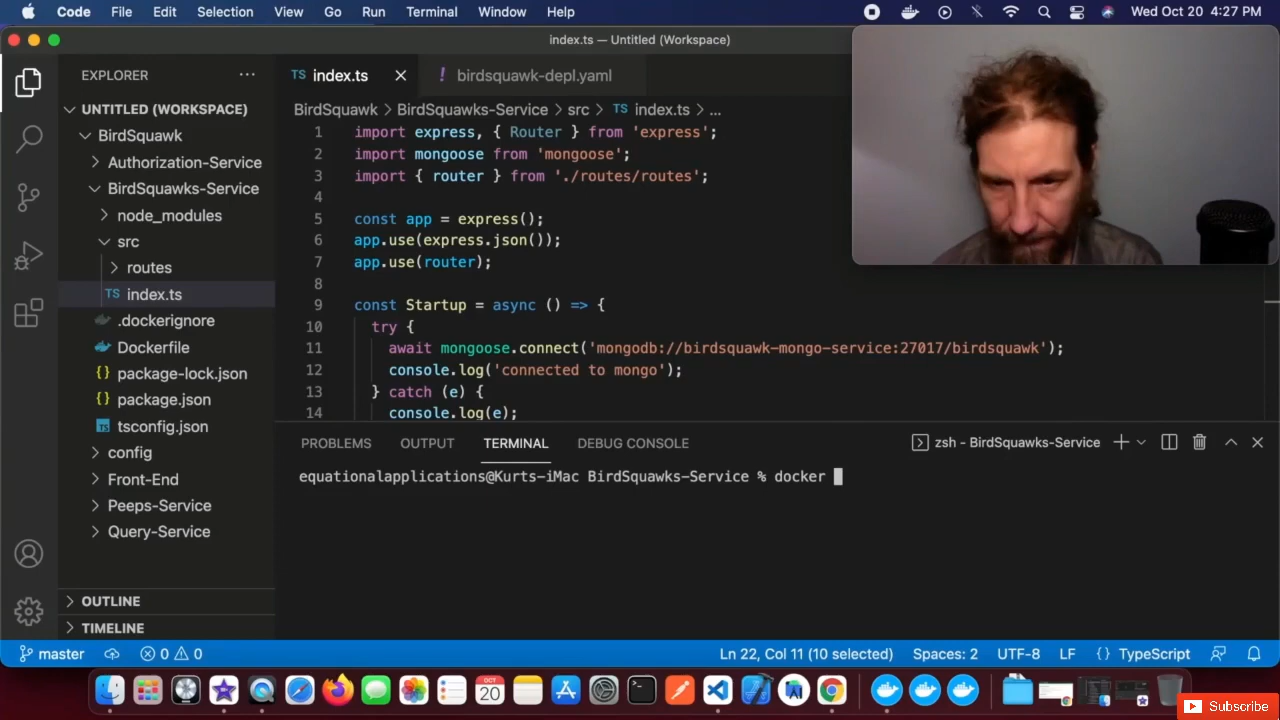 Code File Edit Selection View Go Run Terminal Window Help Wed Oct 20 4:27 PM
index.ts — Untitled (Workspace)
EXPLORER
TS index.ts
! birdsquawk-depl.yaml
UNTITLED (WORKSPACE)
BirdSquawk
Authorization-Service
BirdSquawks-Service
node_modules
src
routes
TS index.ts
.dockerignore
Dockerfile
{} package-lock.json
{} package.json
TS tsconfig.json
config
Front-End
Peeps-Service
Query-Service
OUTLINE
TIMELINE
BirdSquawk > BirdSquawks-Service > src > TS index.ts > ...
1 import express, { Router } from 'express';
2 import mongoose from 'mongoose';
3 import { router } from './routes/routes';
4
5 const app = express();
6 app.use(express.json());
7 app.use(router);
8
9 const Startup = async () => {
10 try {
11 await mongoose.connect('mongodb://birdsquawk-mongo-service:27017/birdsquawk');
12 console.log('connected to mongo');
13 } catch (e) {
14 console.log(e);
PROBLEMS OUTPUT TERMINAL DEBUG CONSOLE zsh - BirdSquawks-Service
equationalapplications@Kurts-iMac BirdSquawks-Service % docker
master 0 0 Ln 22, Col 11 (10 selected) Spaces: 2 UTF-8 LF {} TypeScript
OCT
20
Subscribe